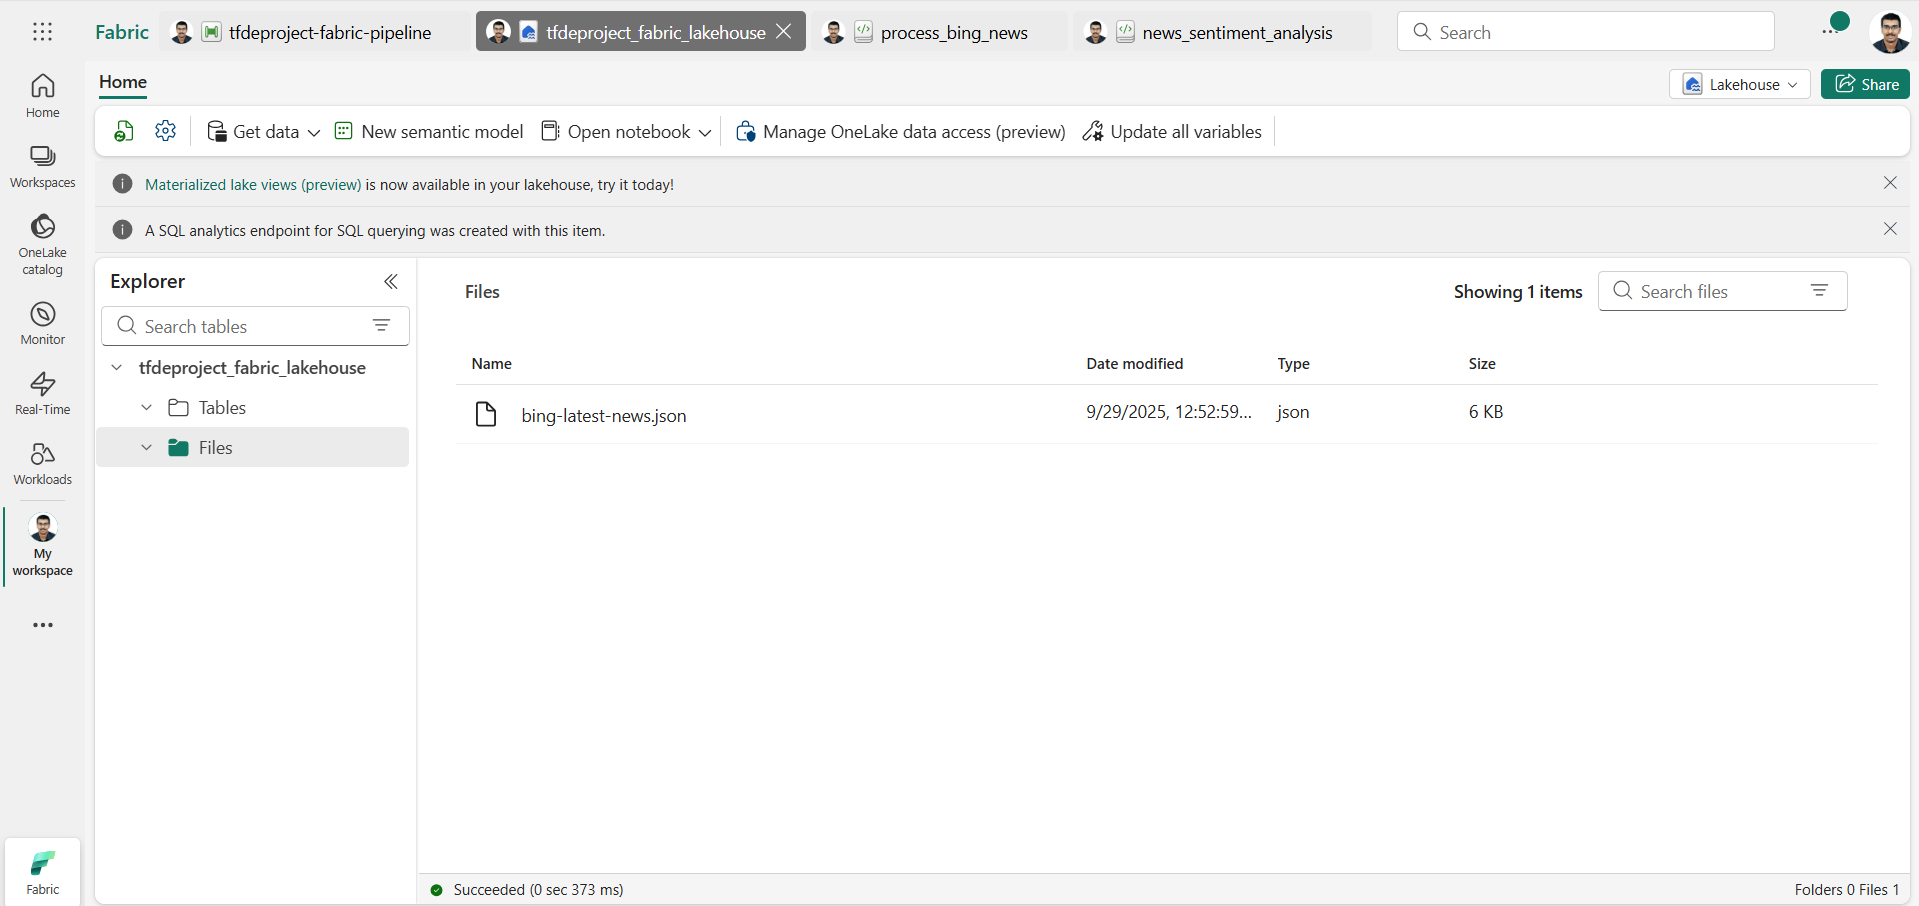 Fabric
tfdeproject-fabric-pipeline
tfdeproject_fabric_lakehouse
process_bing_news
news_sentiment_analysis
Search
Home
Workspaces
OneLake
catalog
Monitor
Real-Time
Workloads
My
workspace
Fabric
Home
Lakehouse
Share
Get data
New semantic model
Open notebook
Manage OneLake data access (preview)
Update all variables
Materialized lake views (preview) is now available in your lakehouse, try it today!
A SQL analytics endpoint for SQL querying was created with this item.
Explorer
Search tables
tfdeproject_fabric_lakehouse
Tables
Files
Files
Showing 1 items
Search files
Name Date modified Type Size
bing-latest-news.json 9/29/2025, 12:52:59... json 6 KB
Succeeded (0 sec 373 ms)
Folders 0 Files 1